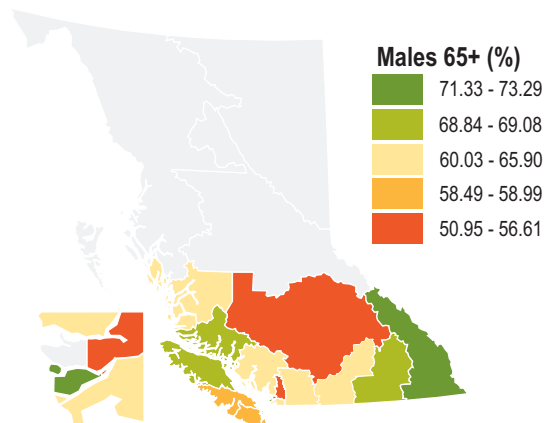 Males 65+ (%)
71.33 - 73.29
68.84 - 69.08
60.03 - 65.90
58.49 - 58.99
50.95 - 56.61